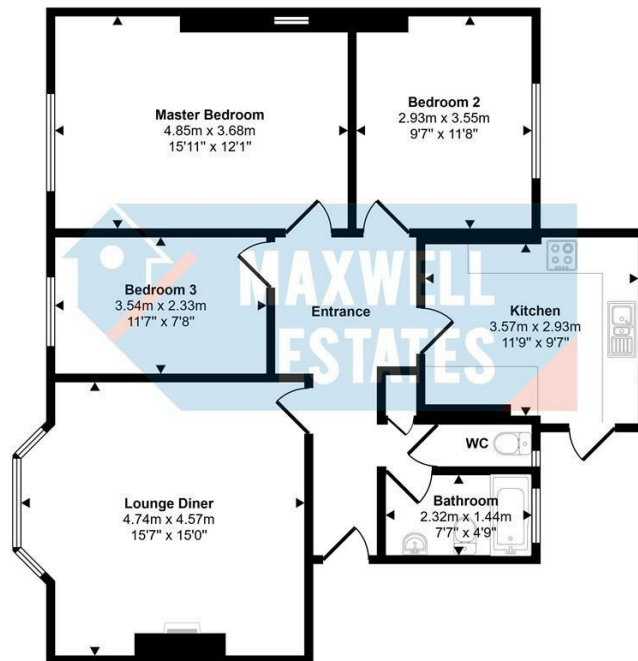 Master Bedroom
4.85m x 3.68m
15'11" x 12'1"
Bedroom 2
2.93m x 3.55m
9'7" x 11'8"
Bedroom 3
3.54m x 2.33m
11'7" x 7'8"
MAXWELL
ESTATES
Entrance
Kitchen
3.57m x 2.93m
11'9" x 9'7"
WC
Lounge Diner
4.74m x 4.57m
15'7" x 15'0"
Bathroom
2.32m x 1.44m
7'7" x 4'9"